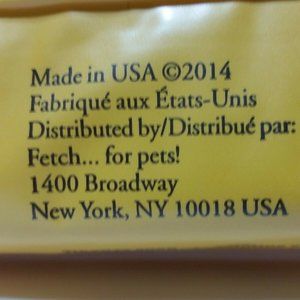 Made in USA ©2014
Fabriqué aux États-Unis
Distributed by/Distribué par:
Fetch... for pets!
1400 Broadway
New York, NY 10018 USA